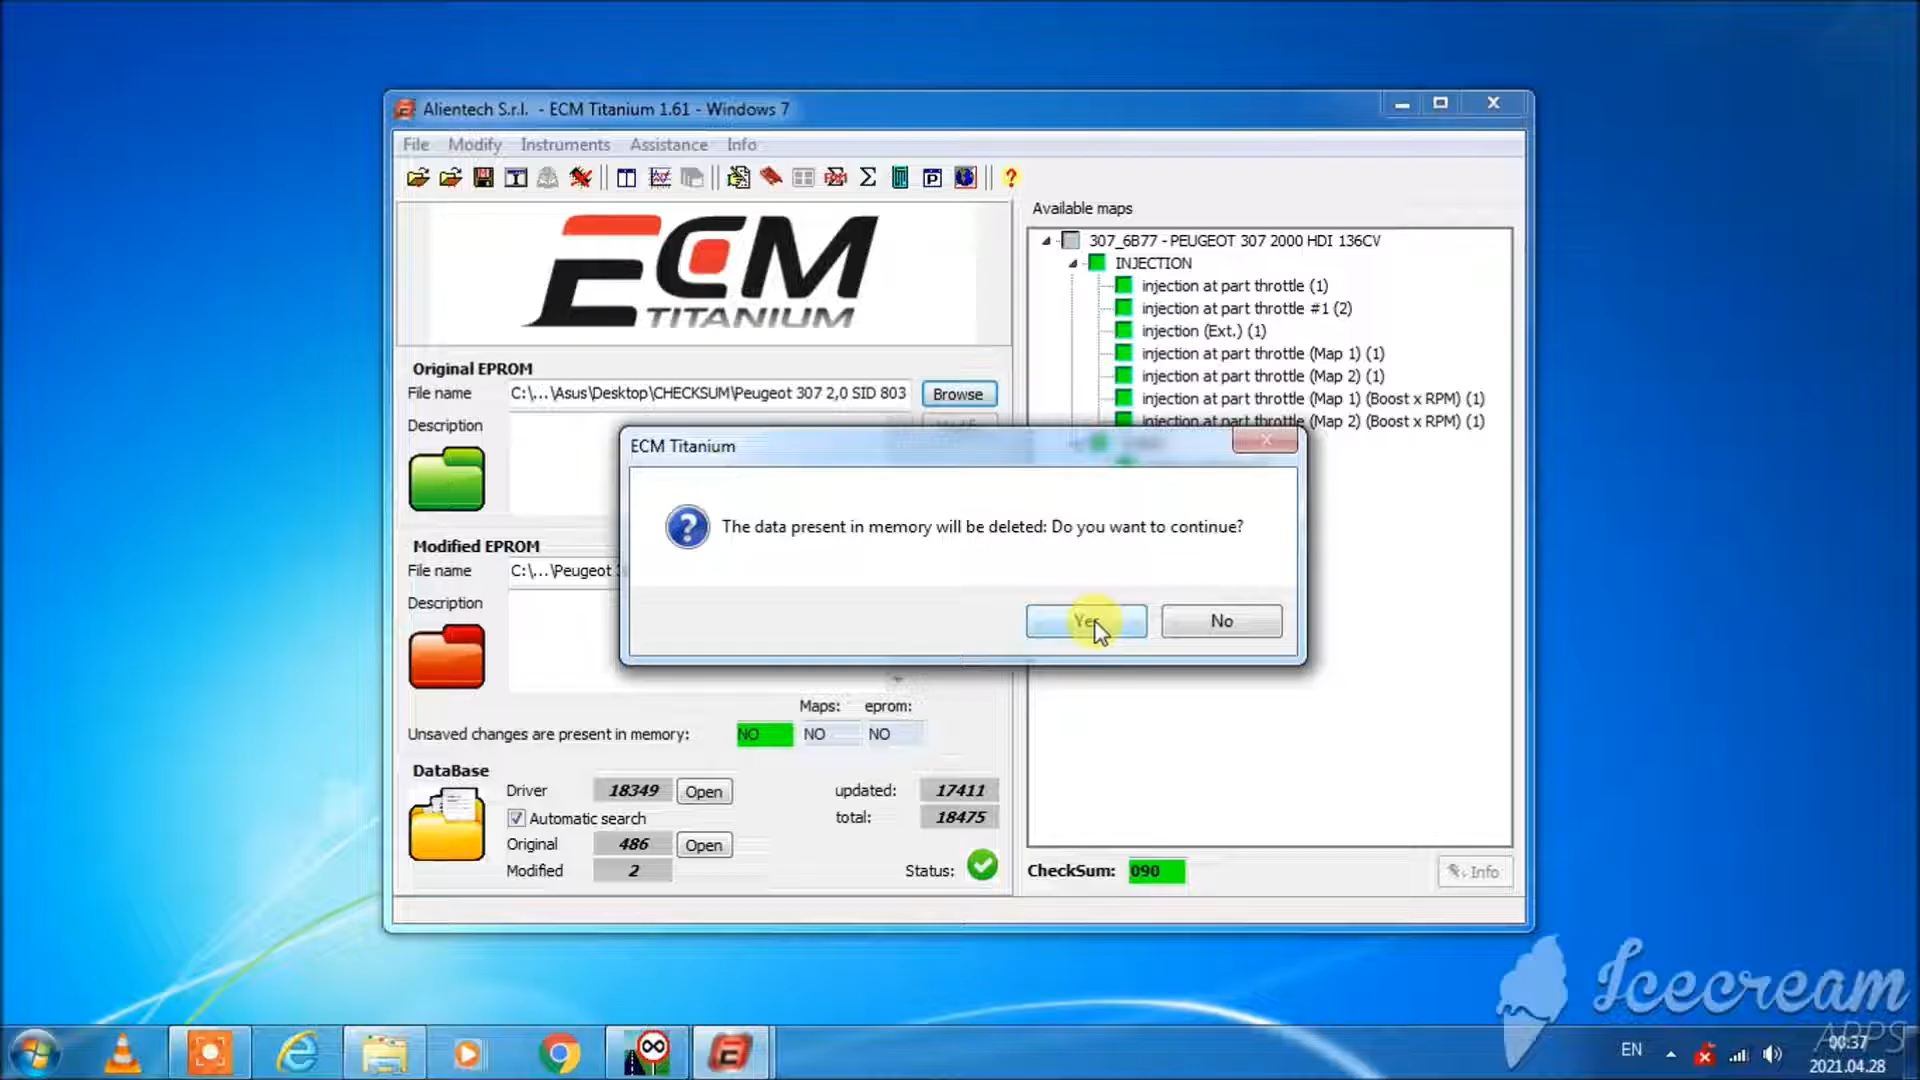 Alientech S.r.l. - ECM Titanium 1.61 - Windows 7
File Modify Instruments Assistance Info
ECM
TITANIUM
Original EPROM
File name C:\...\Asus\Desktop\CHECKSUM\Peugeot 307 2,0 SID 803 Browse
Description
Modified EPROM
File name C:\...\Peugeot
Description
Maps: eprom:
Unsaved changes are present in memory: NO NO NO
DataBase
Driver 18349 Open updated: 17411
Automatic search total: 18475
Original 486 Open
Modified 2 Status:
Available maps
307_6B77 - PEUGEOT 307 2000 HDI 136CV
INJECTION
injection at part throttle (1)
injection at part throttle #1 (2)
injection (Ext.) (1)
injection at part throttle (Map 1) (1)
injection at part throttle (Map 2) (1)
injection at part throttle (Map 1) (Boost x RPM) (1)
injection at part throttle (Map 2) (Boost x RPM) (1)
CheckSum: 090 Info
ECM Titanium
The data present in memory will be deleted: Do you want to continue?
Yes No
Icecream
APPS
EN 00:37
2021.04.28